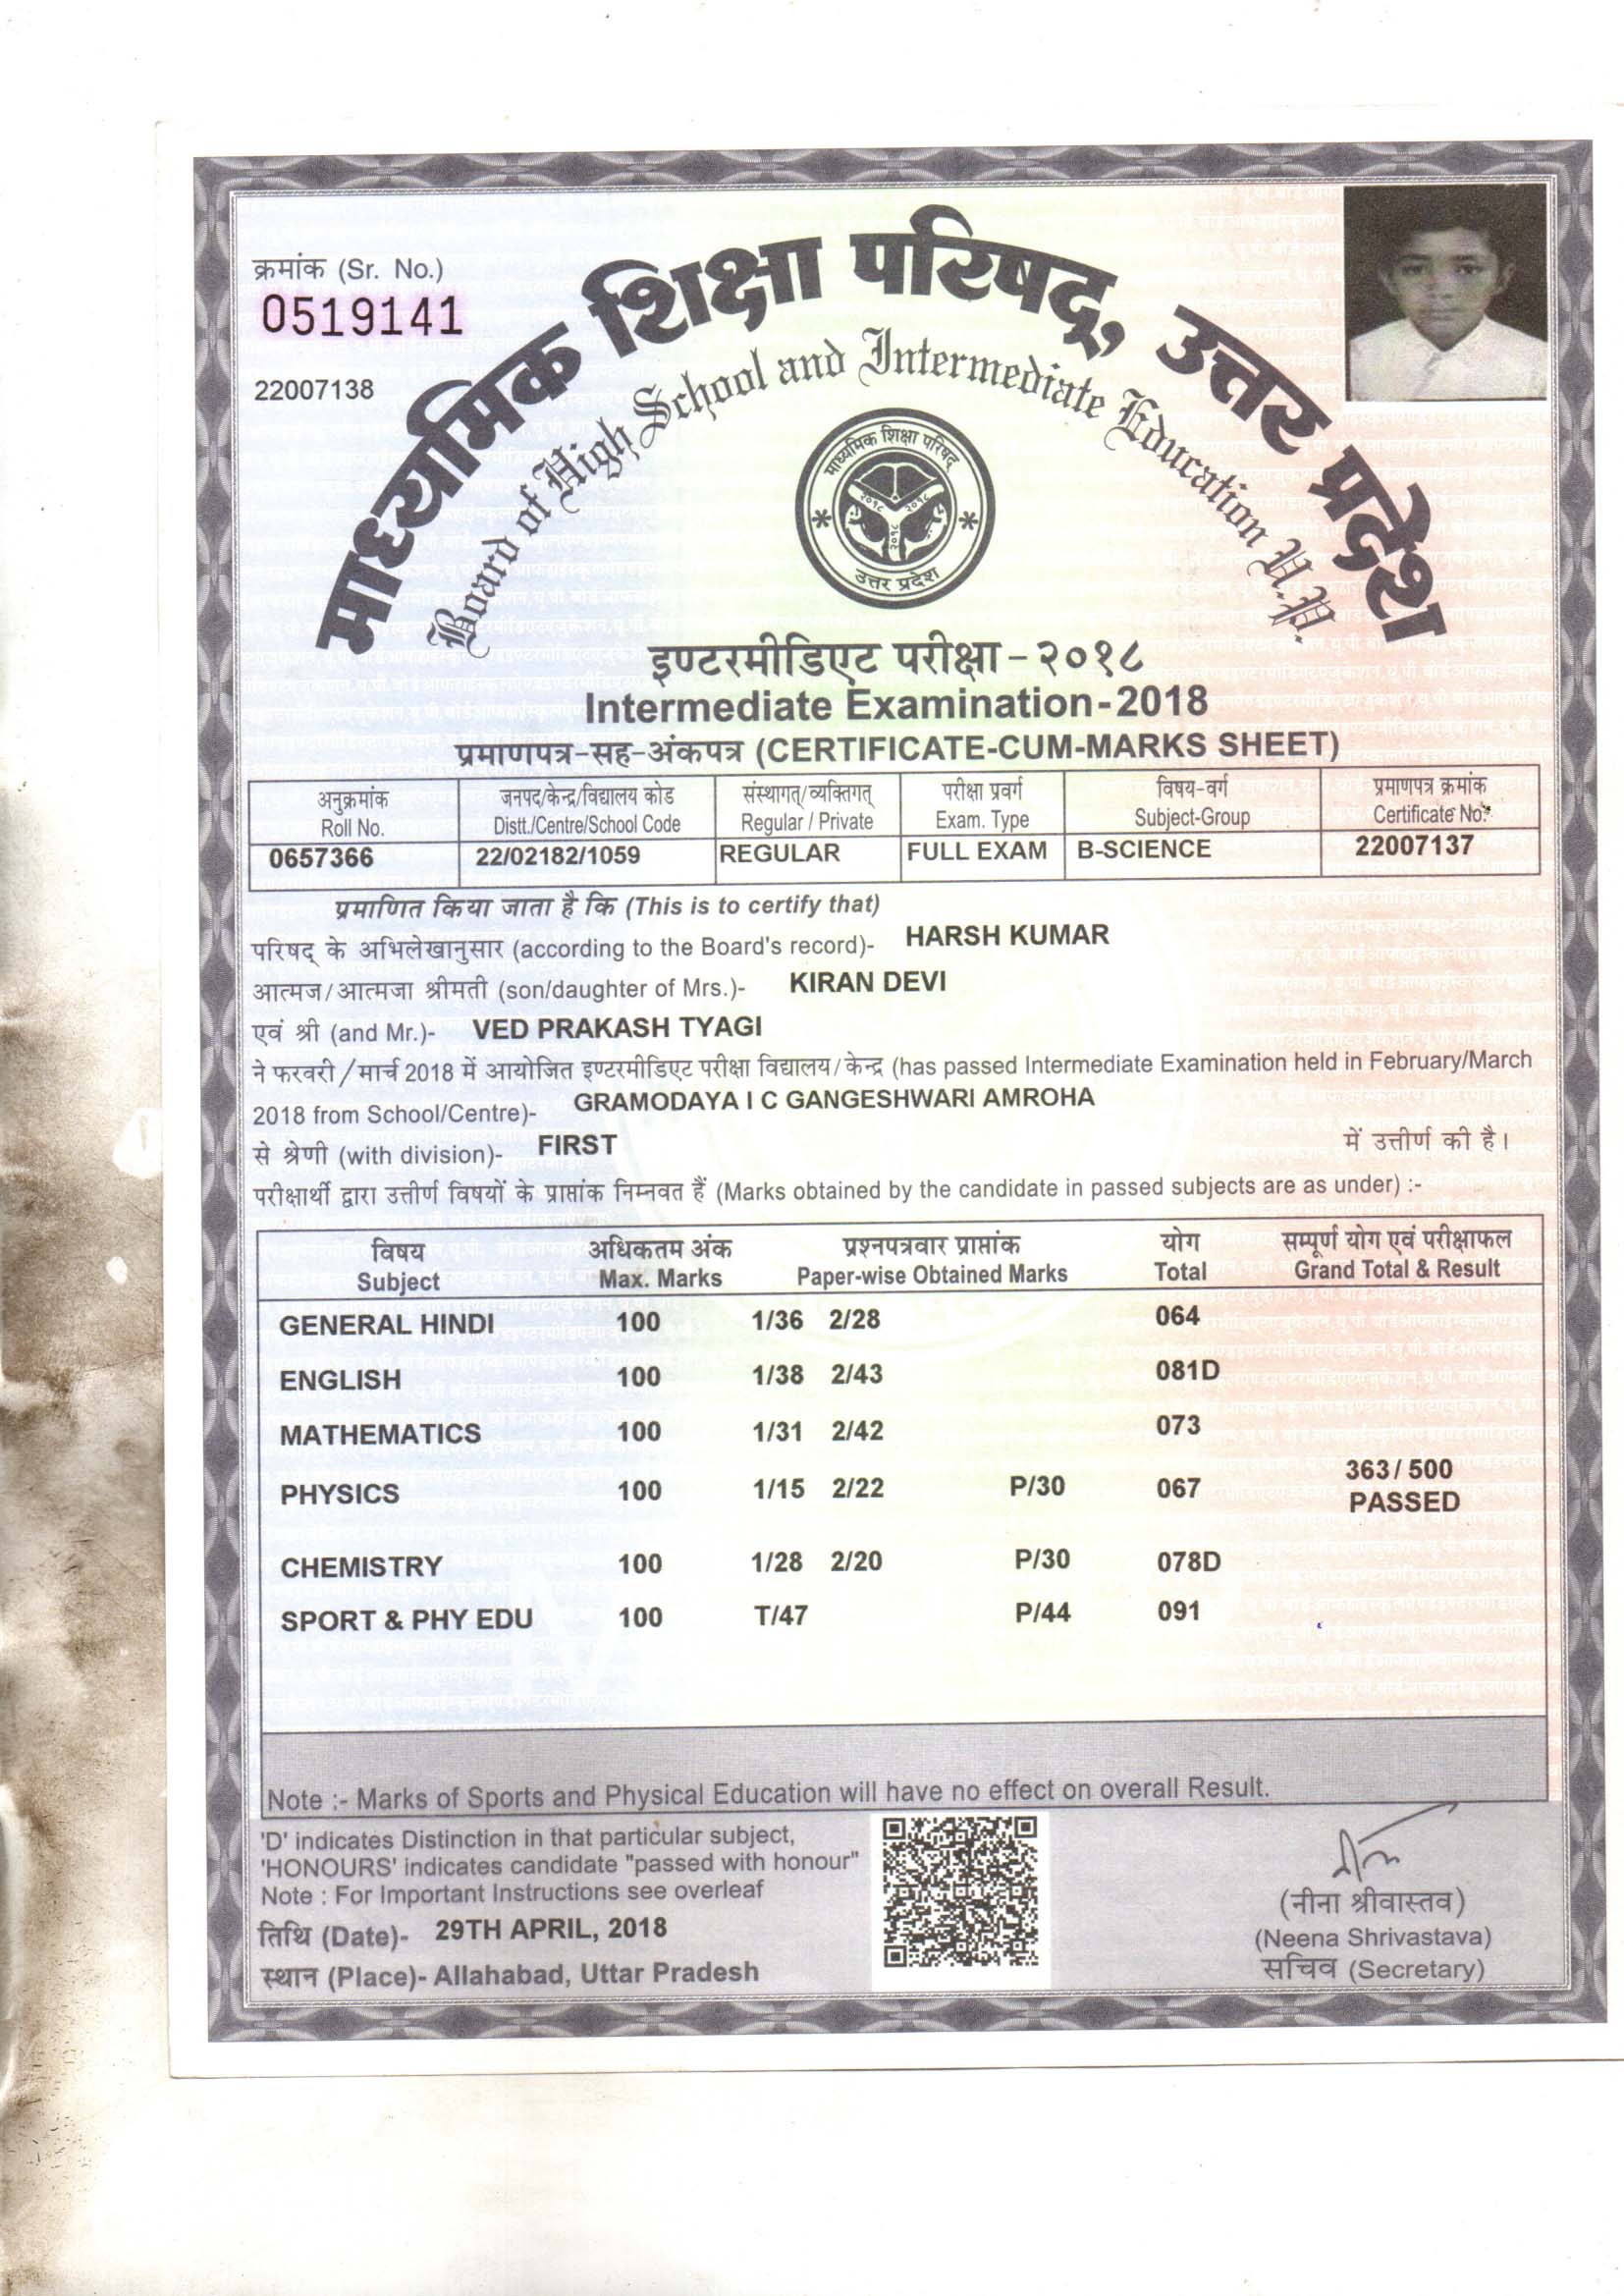 क्रमांक (Sr. No.)
0519141
22007138
माध्यमिक शिक्षा परिषद्, उत्तर प्रदेश
Board of High School and Intermediate Education U.P.
माध्यमिक शिक्षा परिषद्
२०१८ २०१८
२०१८
उत्तर प्रदेश
इण्टरमीडिएट परीक्षा - २०१८
Intermediate Examination-2018
प्रमाणपत्र-सह-अंकपत्र (CERTIFICATE-CUM-MARKS SHEET)
अनुक्रमांक जनपद/केन्द्र/विद्यालय कोड संस्थागत्/व्यक्तिगत् परीक्षा प्रवर्ग विषय-वर्ग प्रमाणपत्र क्रमांक
Roll No. Distt./Centre/School Code Regular / Private Exam. Type Subject-Group Certificate No.
0657366 22/02182/1059 REGULAR FULL EXAM B-SCIENCE 22007137
प्रमाणित किया जाता है कि (This is to certify that)
परिषद् के अभिलेखानुसार (according to the Board's record)- HARSH KUMAR
आत्मज/आत्मजा श्रीमती (son/daughter of Mrs.)- KIRAN DEVI
एवं श्री (and Mr.)- VED PRAKASH TYAGI
ने फरवरी/मार्च 2018 में आयोजित इण्टरमीडिएट परीक्षा विद्यालय/केन्द्र (has passed Intermediate Examination held in February/March
2018 from School/Centre)- GRAMODAYA I C GANGESHWARI AMROHA
से श्रेणी (with division)- FIRST में उत्तीर्ण की है।
परीक्षार्थी द्वारा उत्तीर्ण विषयों के प्राप्तांक निम्नवत हैं (Marks obtained by the candidate in passed subjects are as under) :-
विषय अधिकतम अंक प्रश्नपत्रवार प्राप्तांक योग सम्पूर्ण योग एवं परीक्षाफल
Subject Max. Marks Paper-wise Obtained Marks Total Grand Total & Result
GENERAL HINDI 100 1/36 2/28 064
ENGLISH 100 1/38 2/43 081D
MATHEMATICS 100 1/31 2/42 073
PHYSICS 100 1/15 2/22 P/30 067 363/ 500
PASSED
CHEMISTRY 100 1/28 2/20 P/30 078D
SPORT & PHY EDU 100 T/47 P/44 091
Note :- Marks of Sports and Physical Education will have no effect on overall Result.
'D' indicates Distinction in that particular subject,
'HONOURS' indicates candidate "passed with honour"
Note : For Important Instructions see overleaf
तिथि (Date)- 29TH APRIL, 2018
स्थान (Place)- Allahabad, Uttar Pradesh
(नीना श्रीवास्तव)
(Neena Shrivastava)
सचिव (Secretary)